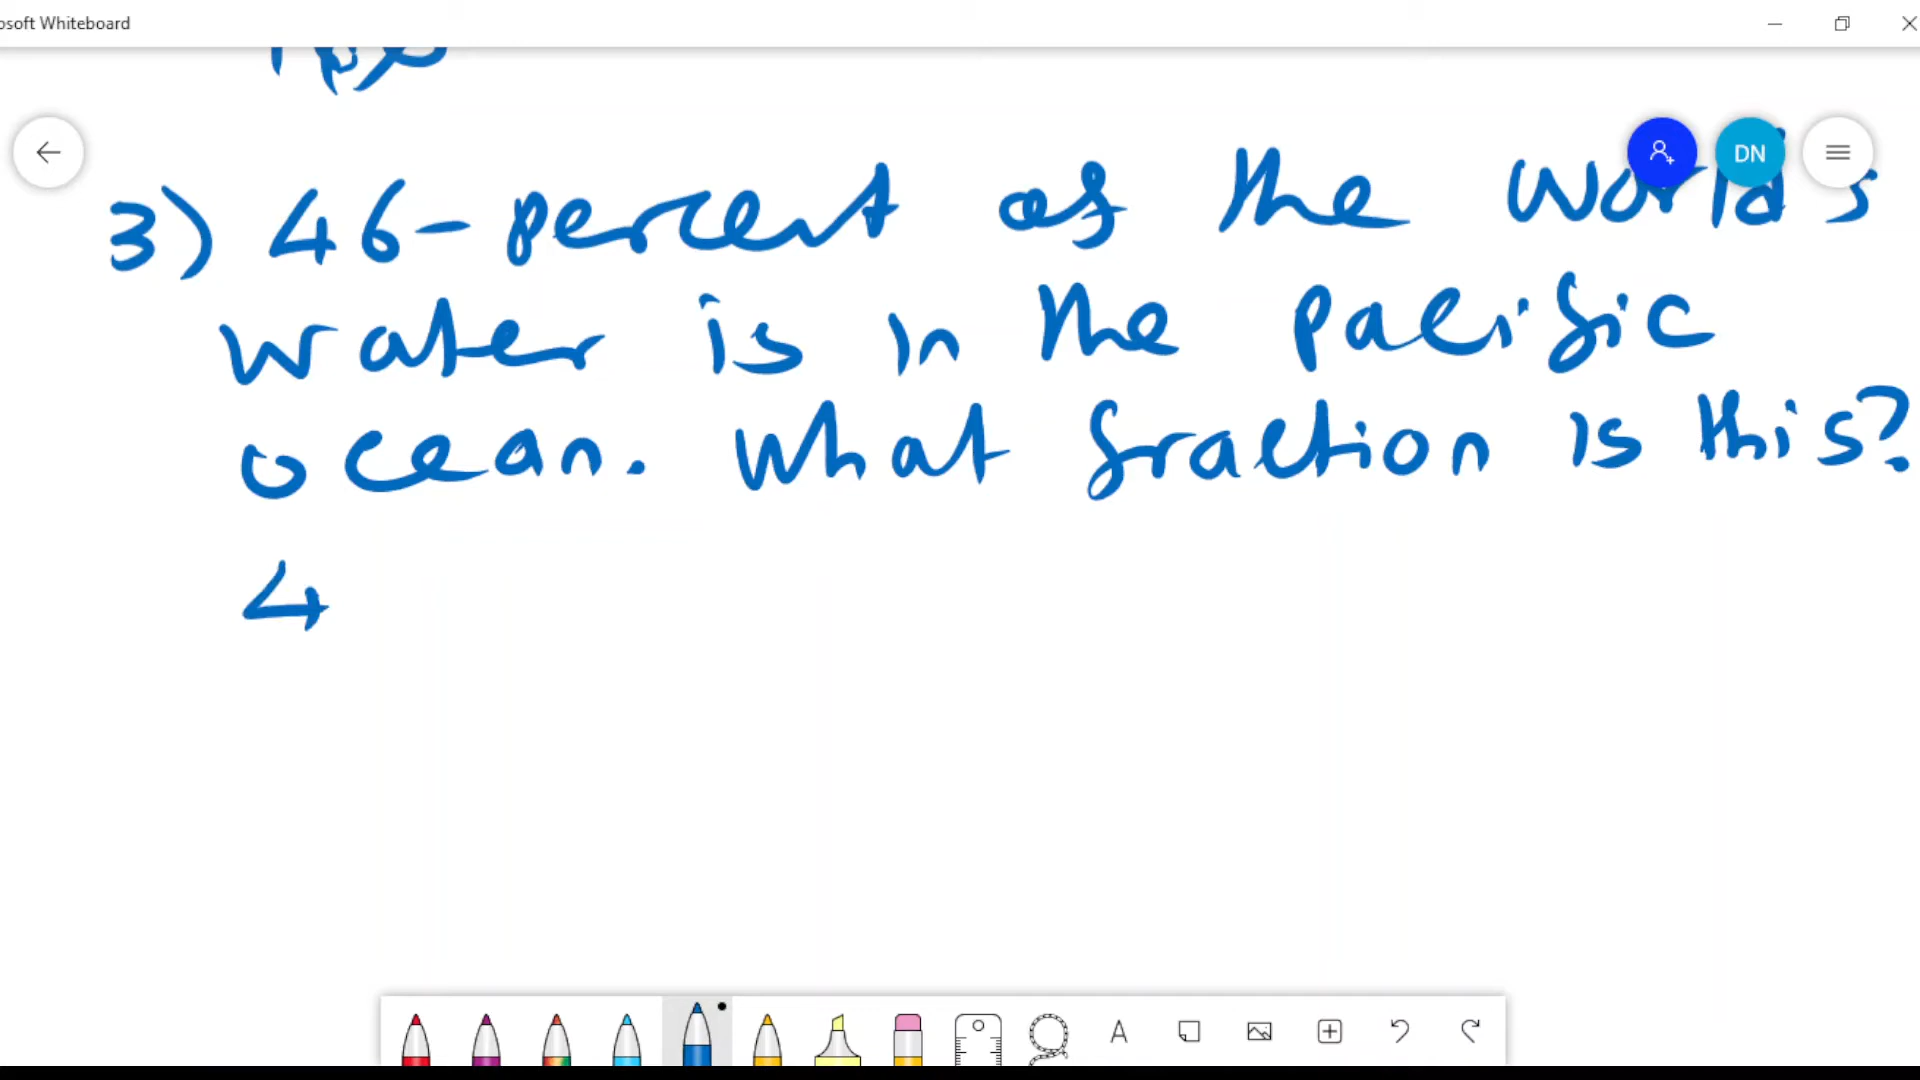 osoft Whiteboard
DN
3) 46-percent of the world's
water is in the pacific
ocean. What fraction is this?
4
A